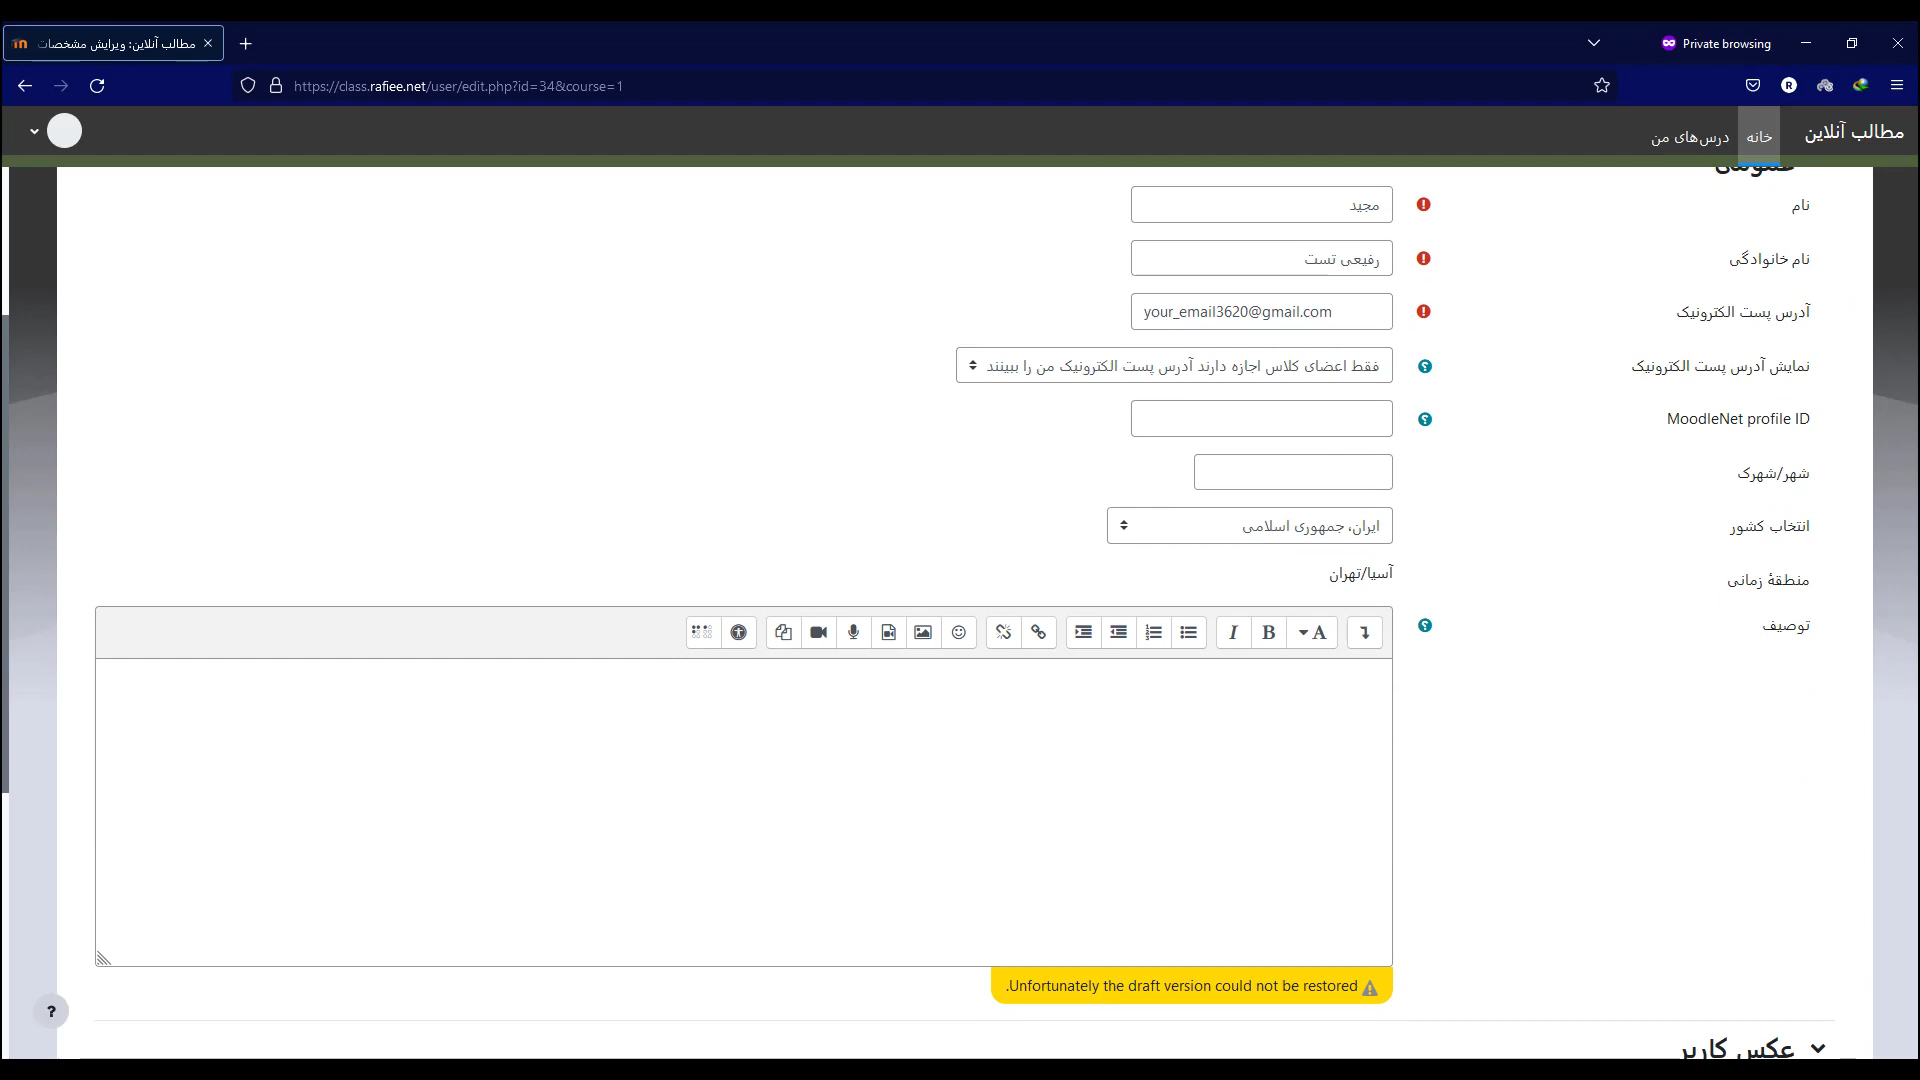 مطالب آنلاین: ویرایش مشخصات
Private browsing
https://class.rafiee.net/user/edit.php?id=34&course=1
مطالب آنلاین
خانه
درس‌های من
عمومی
نام
مجید
نام خانوادگی
رفیعی تست
آدرس پست الکترونیک
your_email3620@gmail.com
نمایش آدرس پست الکترونیک
فقط اعضای کلاس اجازه دارند آدرس پست الکترونیک من را ببینند
MoodleNet profile ID
شهر/شهرک
انتخاب کشور
ایران، جمهوری اسلامی
منطقهٔ زمانی
آسیا/تهران
توصیف
Unfortunately the draft version could not be restored.
عکس کاربر